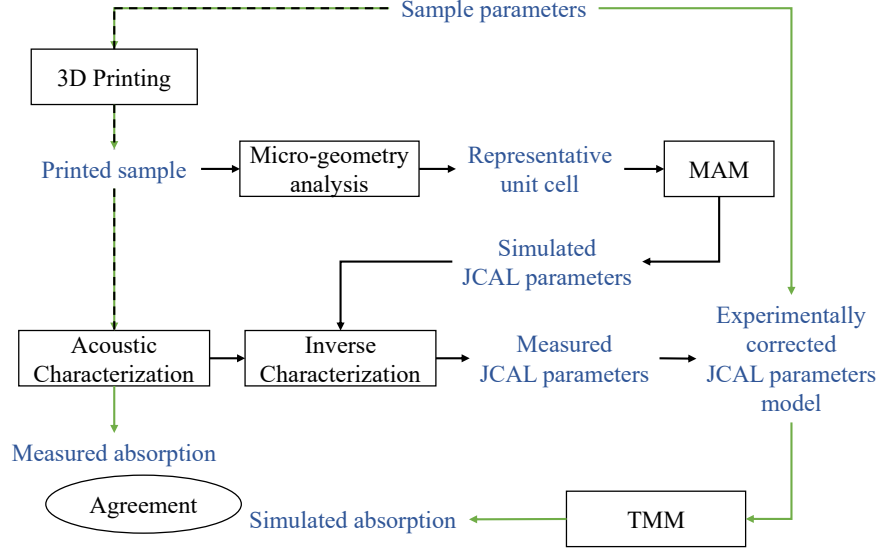 Sample parameters
3D Printing
Printed sample
Micro-geometry
analysis
Representative
unit cell
MAM
Simulated
JCAL parameters
Acoustic
Characterization
Inverse
Characterization
Measured
JCAL parameters
Experimentally
corrected
JCAL parameters
model
Measured absorption
Agreement
Simulated absorption
TMM